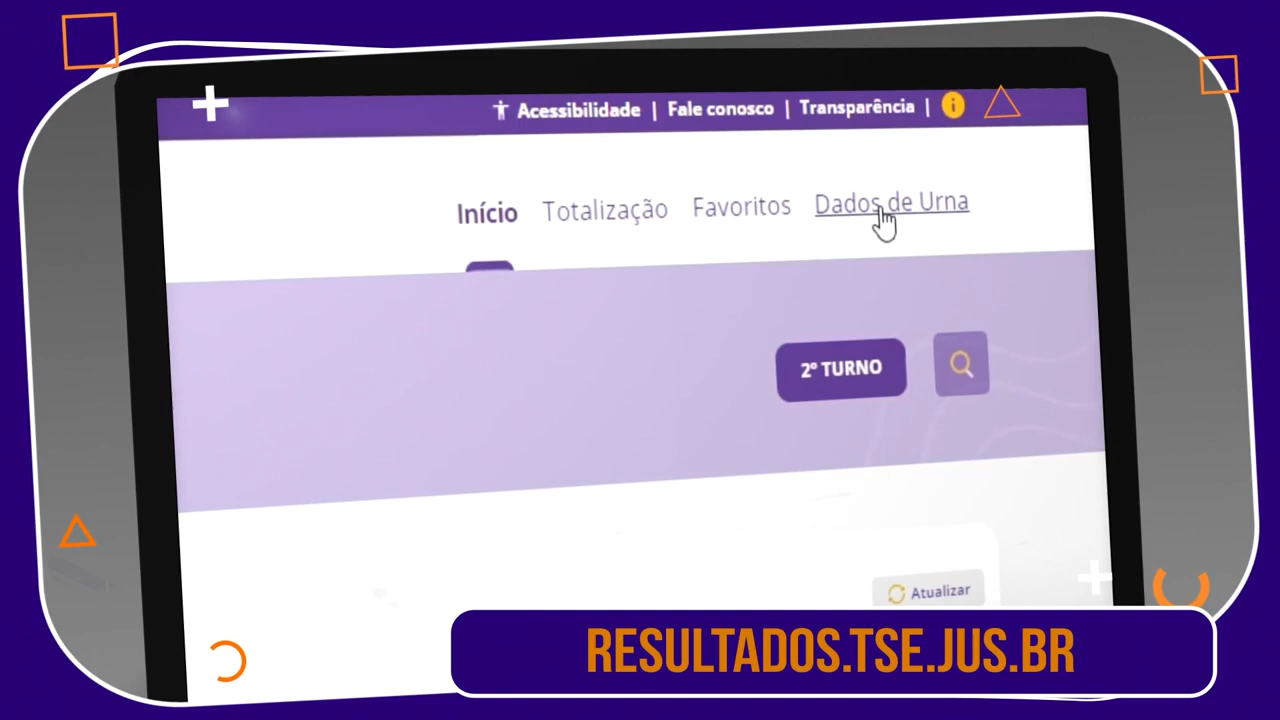 Acessibilidade | Fale conosco | Transparência | i
Início Totalização Favoritos Dados de Urna
2º TURNO
Atualizar
RESULTADOS.TSE.JUS.BR